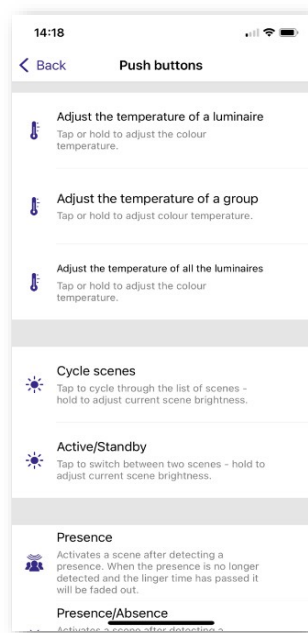 14:18
Back Push buttons
Adjust the temperature of a luminaire
Tap or hold to adjust the colour
temperature.
Adjust the temperature of a group
Tap or hold to adjust colour temperature.
Adjust the temperature of all the luminaires
Tap or hold to adjust the colour
temperature.
Cycle scenes
Tap to cycle through the list of scenes -
hold to adjust current scene brightness.
Active/Standby
Tap to switch between two scenes - hold to
adjust current scene brightness.
Presence
Activates a scene after detecting a
presence. When the presence is no longer
detected and the linger time has passed it
will be faded out.
Presence/Absence
Activates a scene after detecting a